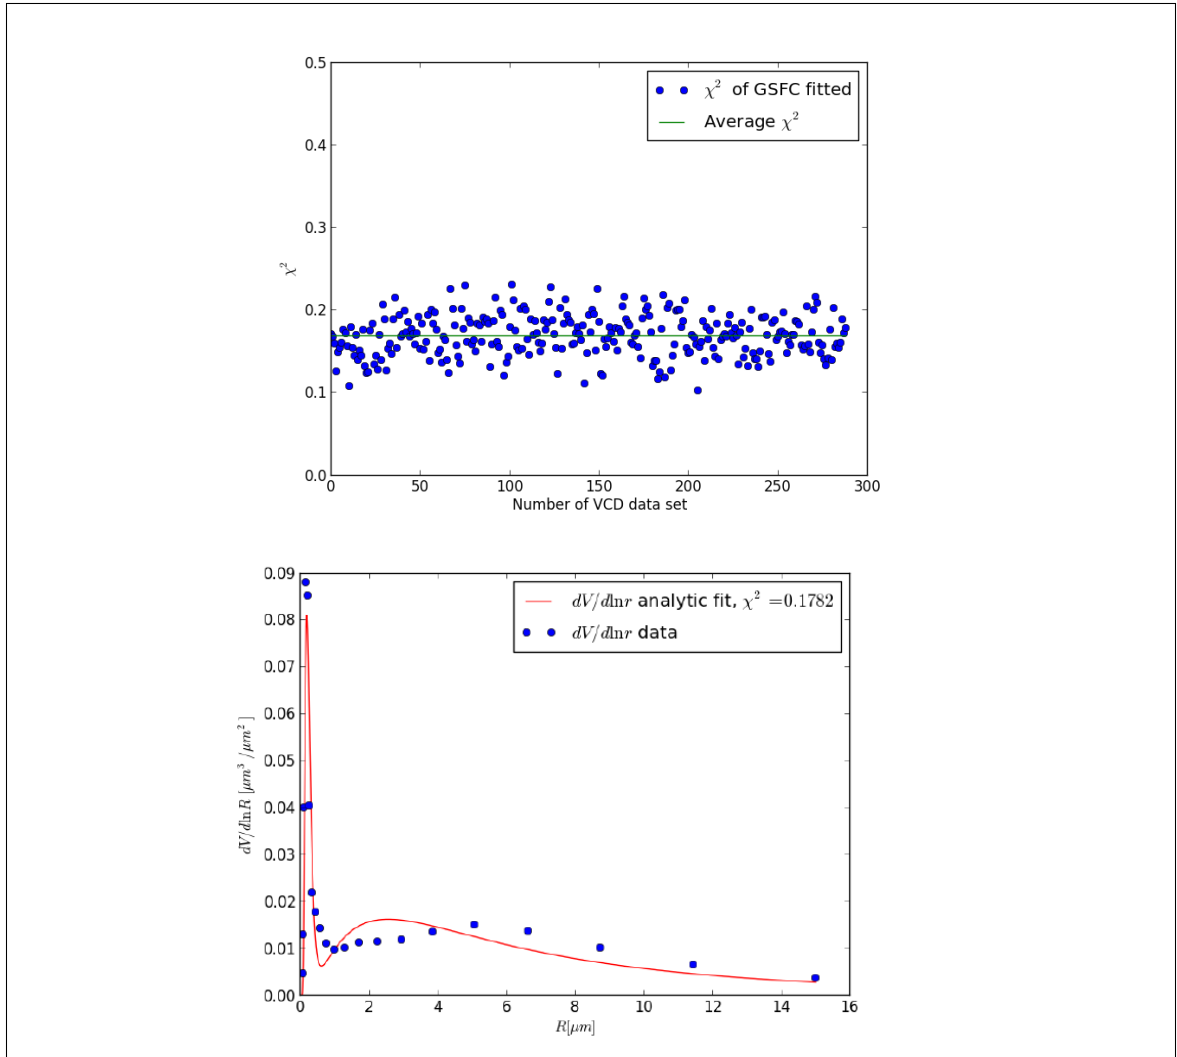 0.5
χ² of GSFC fitted
Average χ²
0.4
0.3
χ²
0.2
0.1
0.0
0 50 100 150 200 250 300
Number of VCD data set
0.09
dV/dlnr analytic fit, χ² =0.1782
dV/dlnr data
0.08
0.07
0.06
0.05
dV/dlnR [μm³/μm²]
0.04
0.03
0.02
0.01
0.00
0 2 4 6 8 10 12 14 16
R[μm]